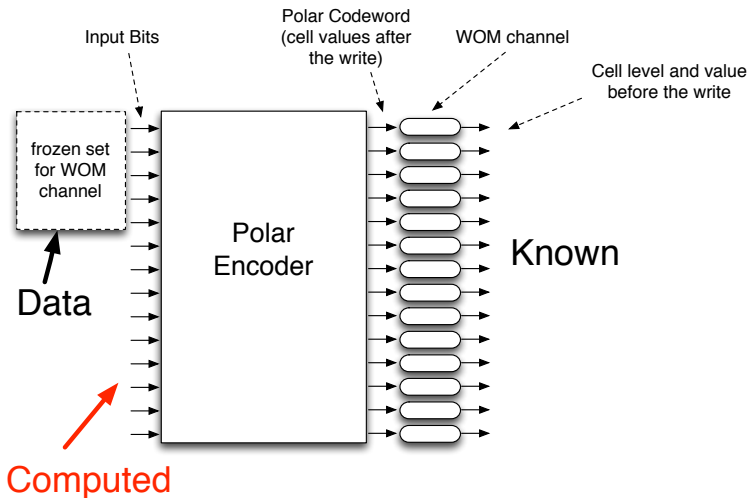 Input Bits
Polar Codeword
(cell values after
the write)
WOM channel
Cell level and value
before the write
frozen set
for WOM
channel
Polar
Encoder
Known
Data
Computed